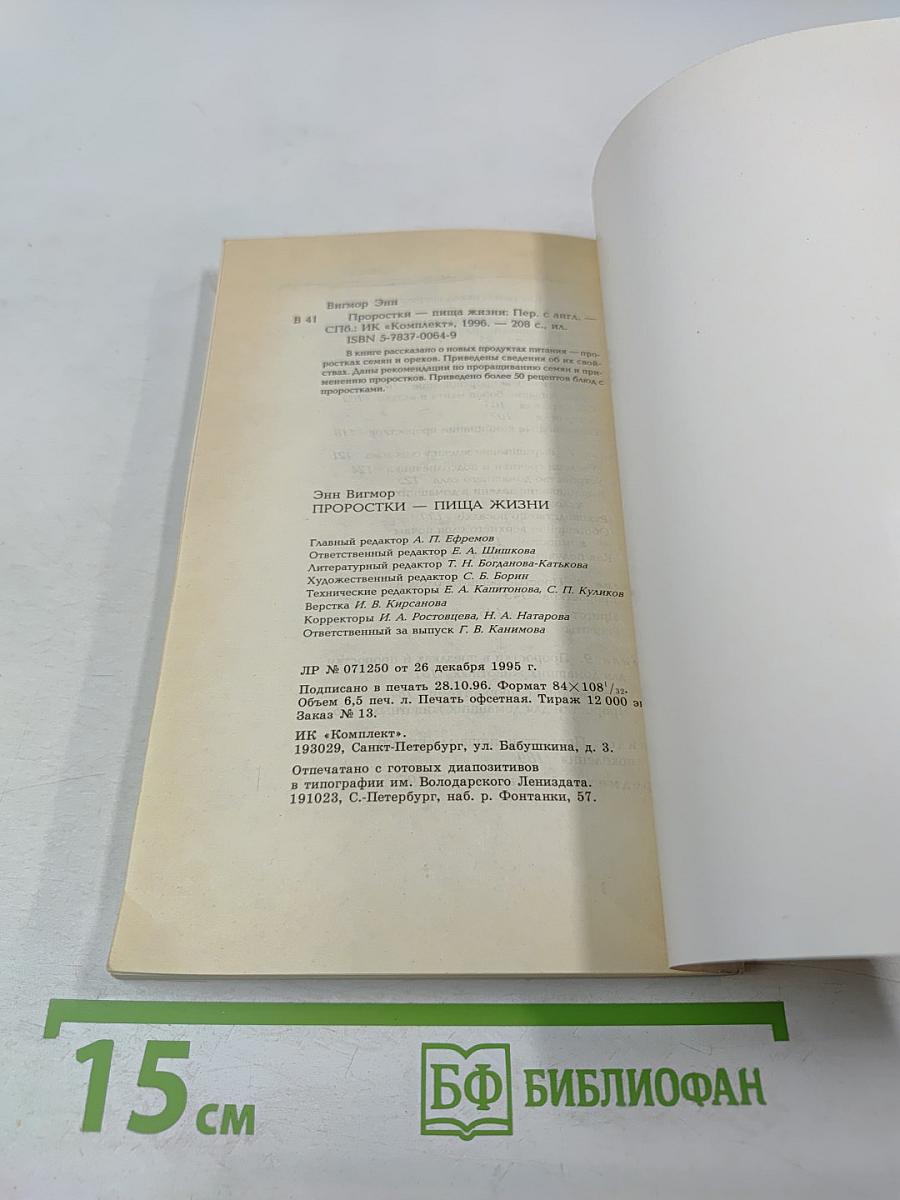 Вигмор Энн
В 41
Проростки — пища жизни: Пер. с англ. —
СПб.: ИК «Комплект», 1996. — 208 с., ил.
ISBN 5-7837-0064-9
В книге рассказано о новых продуктах питания — про-
ростках семян и орехов. Приведены сведения об их свой-
ствах. Даны рекомендации по проращиванию семян и при-
менению проростков. Приведено более 50 рецептов блюд с
проростками.
Энн Вигмор
ПРОРОСТКИ — ПИЩА ЖИЗНИ
Главный редактор А. П. Ефремов
Ответственный редактор Е. А. Шишкова
Литературный редактор Т. Н. Богданова-Катькова
Художественный редактор С. Б. Борин
Технические редакторы Е. А. Капитонова, С. П. Куликов
Верстка И. В. Кирсанова
Корректоры И. А. Ростовцева, Н. А. Натарова
Ответственный за выпуск Г. В. Канимова
ЛР № 071250 от 26 декабря 1995 г.
Подписано в печать 28.10.96. Формат 84×108¹/₃₂.
Объем 6,5 печ. л. Печать офсетная. Тираж 12 000
Заказ № 13.
ИК «Комплект».
193029, Санкт-Петербург, ул. Бабушкина, д. 3.
Отпечатано с готовых диапозитивов
в типографии им. Володарского Лениздата.
191023, С.-Петербург, наб. р. Фонтанки, 57.
15 см
БФ БИБЛИОФАН